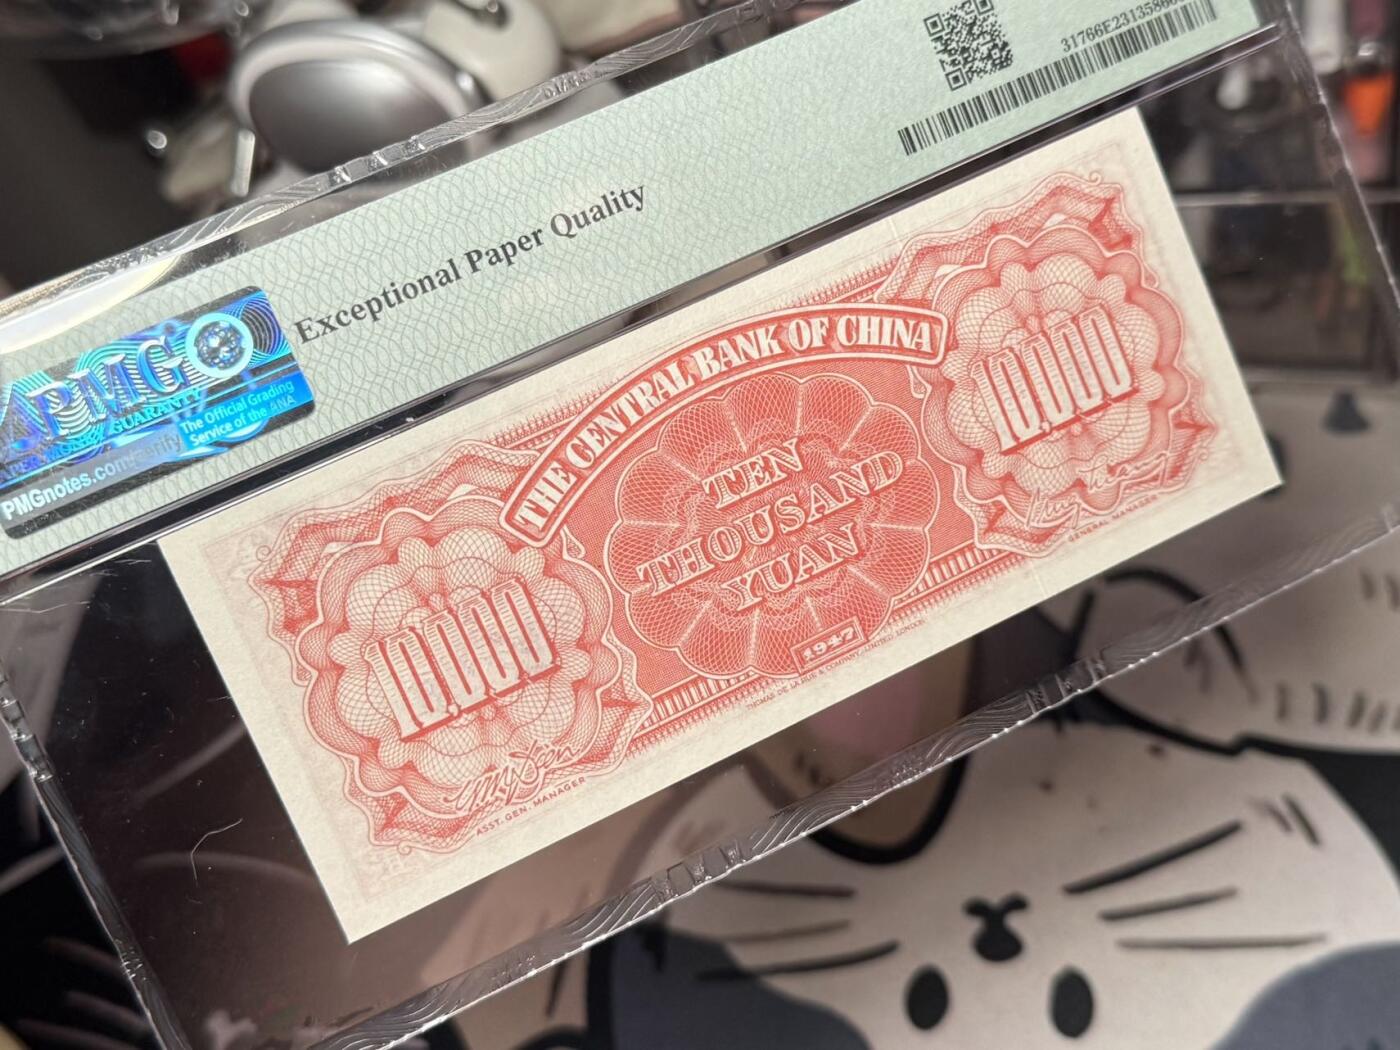 31766E231358
Exceptional Paper Quality
PMG
GUARANTY
The Official Grading
Service of the ANA
PMGnotes.com/verify
THE CENTRAL BANK OF CHINA
10,000
TEN
THOUSAND
YUAN
10,000
GENERAL MANAGER
1947
THOMAS DE LA RUE & COMPANY, LIMITED, LONDON.
ASST. GEN. MANAGER